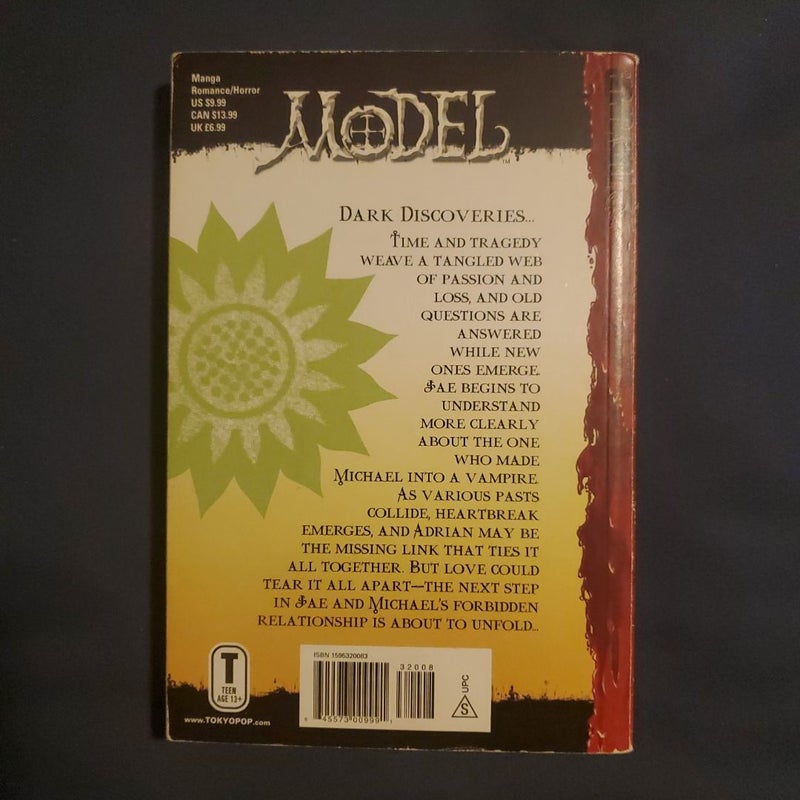 Manga
Romance/Horror
US $9.99
CAN $13.99
UK £6.99
MODEL™
DARK DISCOVERIES...
TIME AND TRAGEDY
WEAVE A TANGLED WEB
OF PASSION AND
LOSS, AND OLD
QUESTIONS ARE
ANSWERED
WHILE NEW
ONES EMERGE.
JAE BEGINS TO
UNDERSTAND
MORE CLEARLY
ABOUT THE ONE
WHO MADE
MICHAEL INTO A VAMPIRE.
AS VARIOUS PASTS
COLLIDE, HEARTBREAK
EMERGES, AND ADRIAN MAY BE
THE MISSING LINK THAT TIES IT
ALL TOGETHER. BUT LOVE COULD
TEAR IT ALL APART—THE NEXT STEP
IN JAE AND MICHAEL'S FORBIDDEN
RELATIONSHIP IS ABOUT TO UNFOLD...
T
TEEN
AGE 13+
www.TOKYOPOP.com
ISBN 1595320083
32008
45573 00999
S UPC